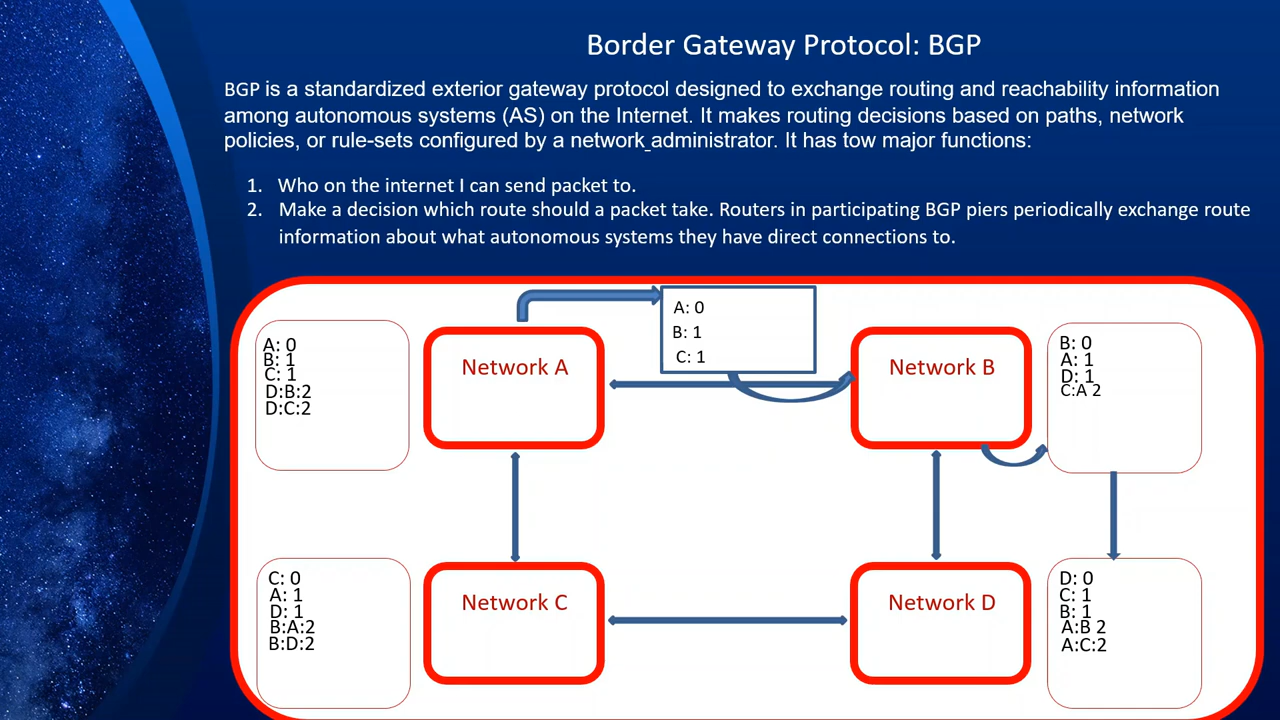 Border Gateway Protocol: BGP
BGP is a standardized exterior gateway protocol designed to exchange routing and reachability information
among autonomous systems (AS) on the Internet. It makes routing decisions based on paths, network
policies, or rule-sets configured by a network administrator. It has tow major functions:
1. Who on the internet I can send packet to.
2. Make a decision which route should a packet take. Routers in participating BGP piers periodically exchange route
information about what autonomous systems they have direct connections to.
A: 0
B: 1
C: 1
D:B:2
D:C:2
Network A
A: 0
B: 1
C: 1
Network B
B: 0
A: 1
D: 1
C:A 2
C: 0
A: 1
D: 1
B:A:2
B:D:2
Network C
Network D
D: 0
C: 1
B: 1
A:B 2
A:C:2